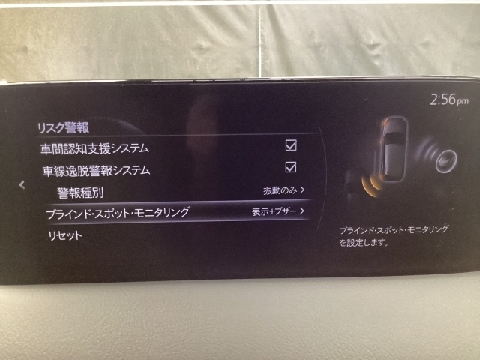 2:56pm
リスク警報
車間認知支援システム
車線逸脱警報システム
警報種別 振動のみ
ブラインド・スポット・モニタリング 表示+ブザー
リセット
ブラインド・スポット・モニタリング
を設定します。